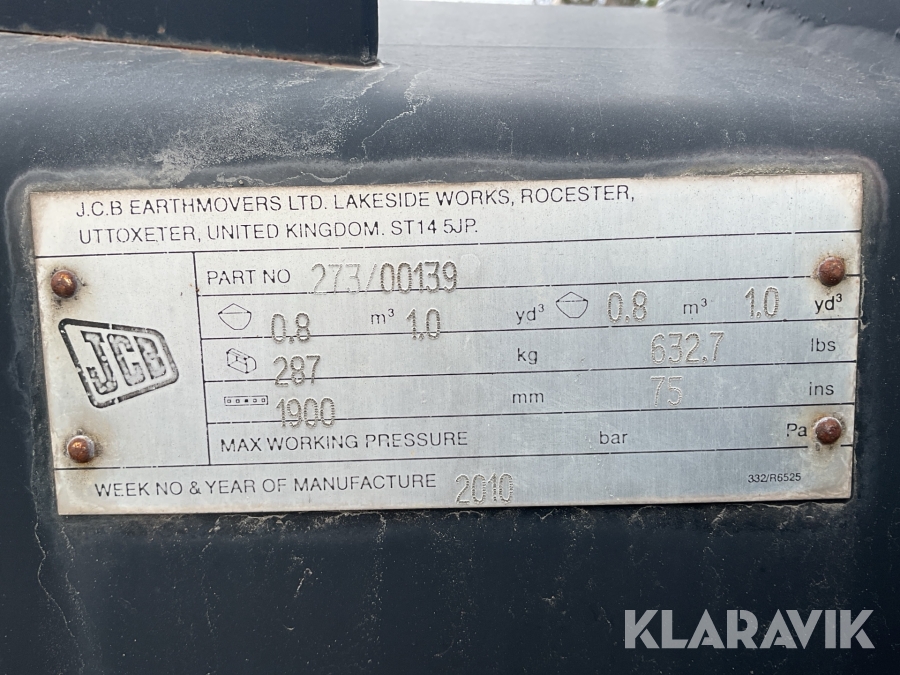 J.C.B EARTHMOVERS LTD. LAKESIDE WORKS, ROCESTER,
UTTOXETER, UNITED KINGDOM. ST14 5JP.
PART NO 273/00139
0.8 m³ 1.0 yd³ 0.8 m³ 1.0 yd³
287 kg 632.7 lbs
1900 mm 75 ins
MAX WORKING PRESSURE bar Pa
WEEK NO & YEAR OF MANUFACTURE 2010 332/R6525
JCB
KLARAVIK